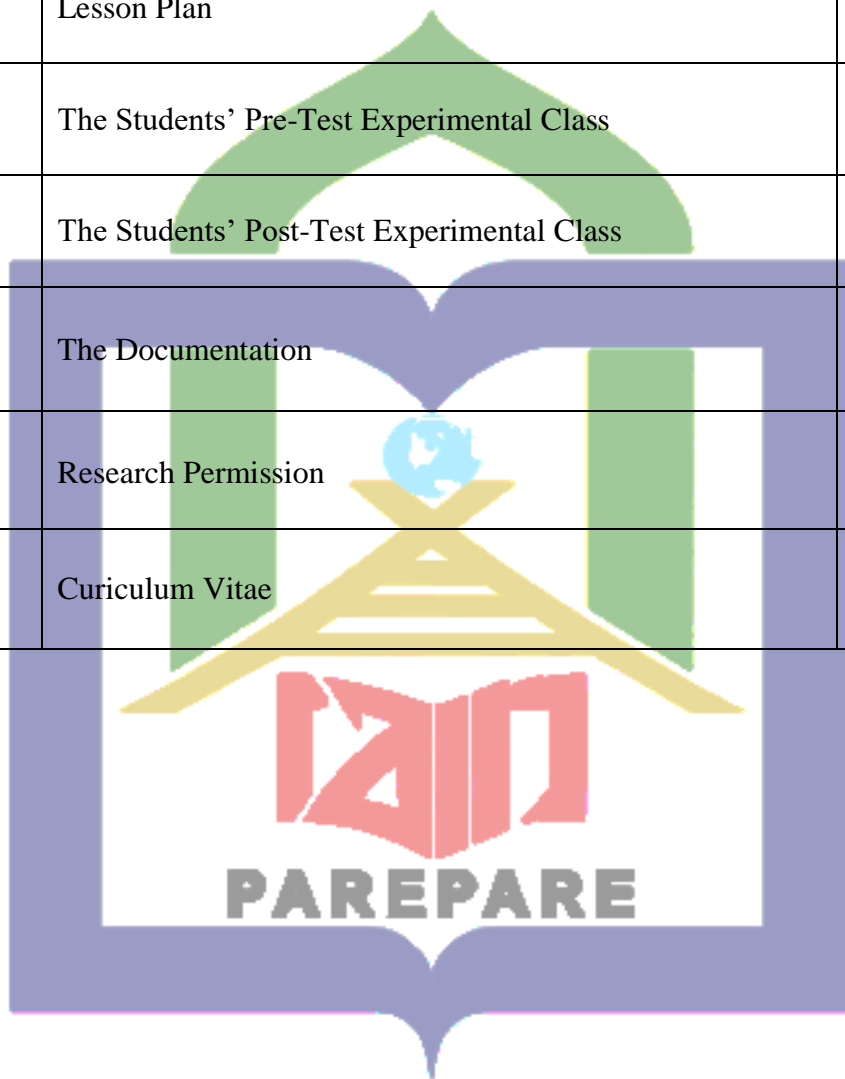 Lesson Plan
The Students’ Pre-Test Experimental Class
The Students’ Post-Test Experimental Class
The Documentation
Research Permission
Curiculum Vitae
iain
PAREPARE